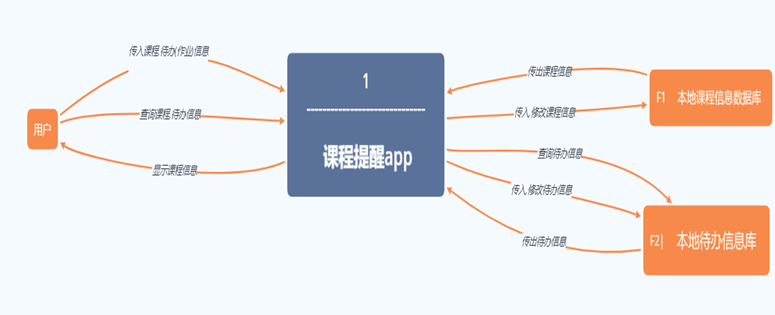 传入课程,待办(作业)信息
1
传出课程信息
F1 本地课程信息数据库
用户
查询课程,待办信息
传入,修改课程信息
课程提醒app
查询待办信息
显示课程信息
传入,修改待办信息
传出待办信息
F2| 本地待办信息库